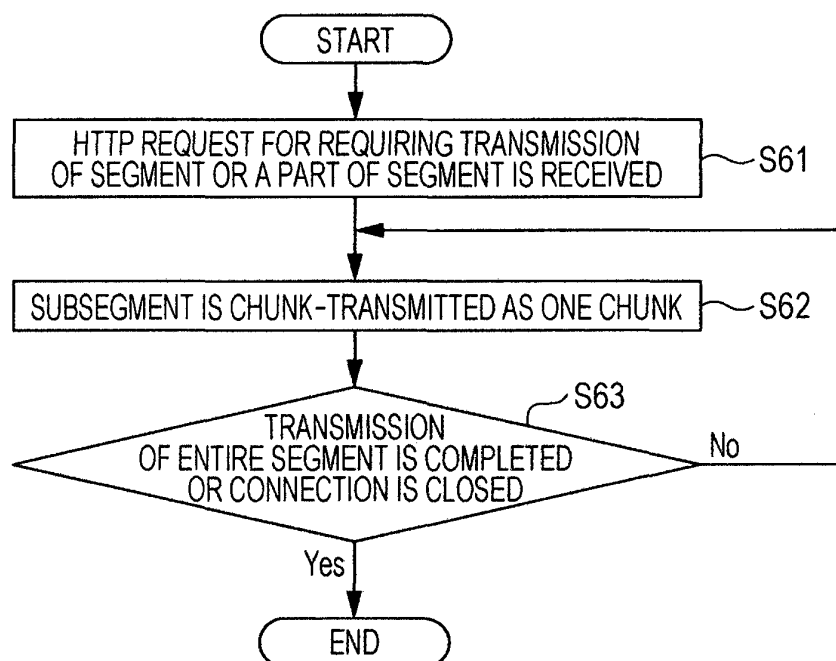 START
HTTP REQUEST FOR REQUIRING TRANSMISSION
OF SEGMENT OR A PART OF SEGMENT IS RECEIVED
S61
SUBSEGMENT IS CHUNK-TRANSMITTED AS ONE CHUNK
S62
S63
TRANSMISSION
OF ENTIRE SEGMENT IS COMPLETED
OR CONNECTION IS CLOSED
No
Yes
END